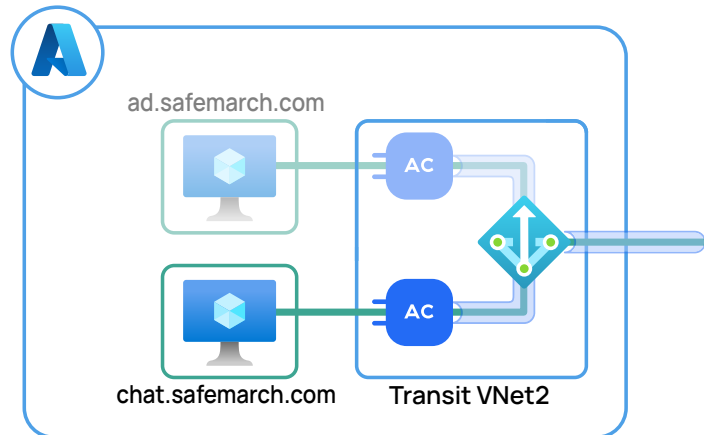 ad.safemarch.com
AC
AC
chat.safemarch.com
Transit VNet2